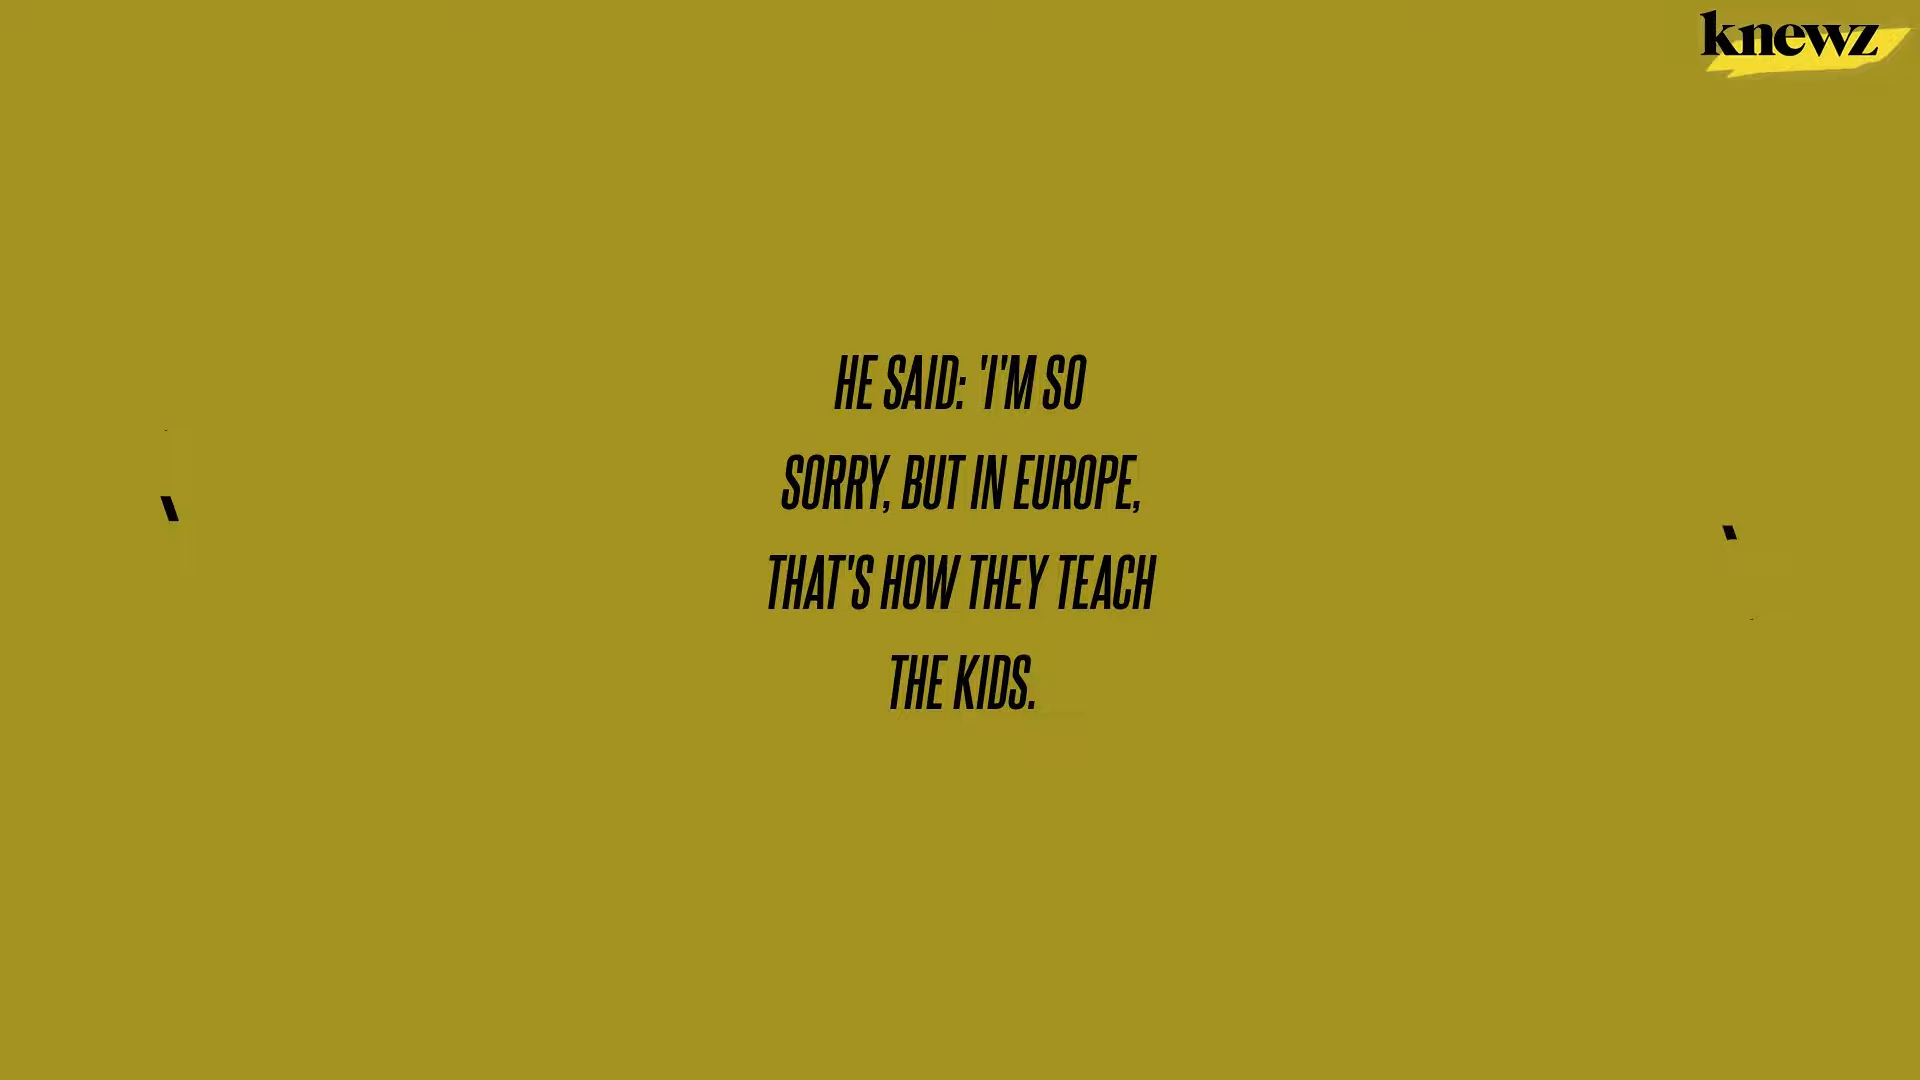 knewz
HE SAID: 'I'M SO
SORRY, BUT IN EUROPE,
THAT'S HOW THEY TEACH
THE KIDS.